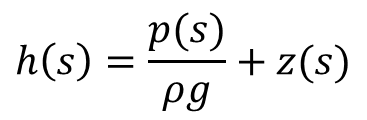 h(s) = p(s)/ρg + z(s)